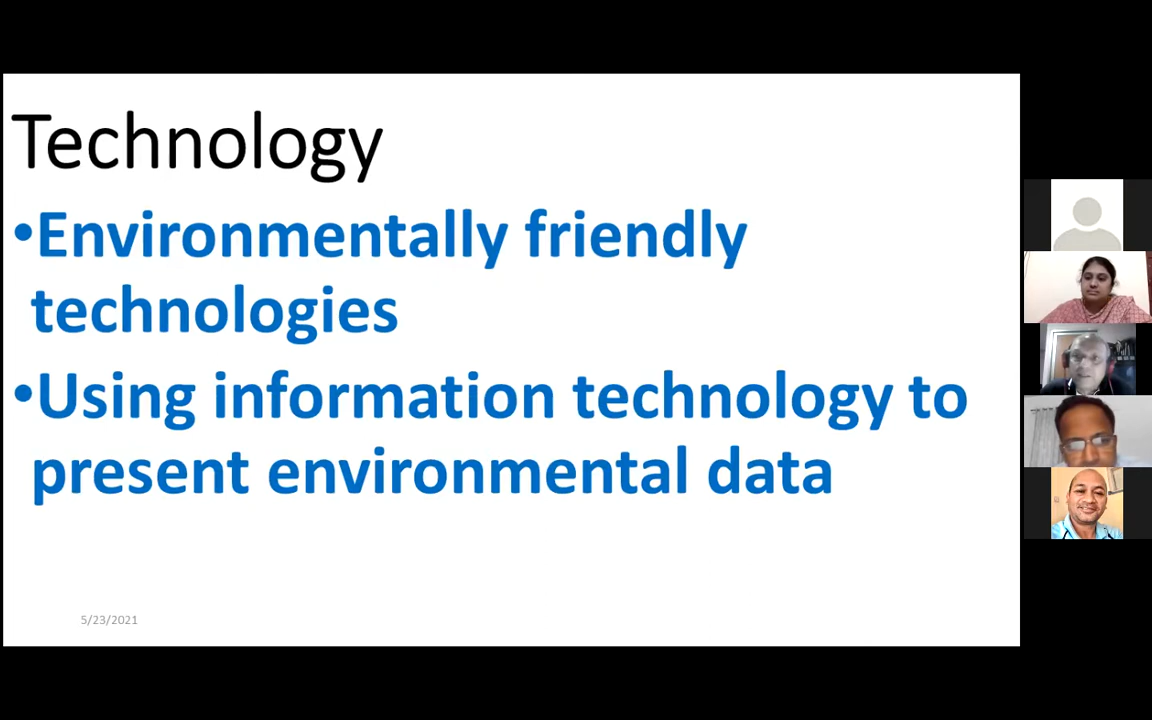 Technology
•Environmentally friendly
technologies
•Using information technology to
present environmental data
5/23/2021